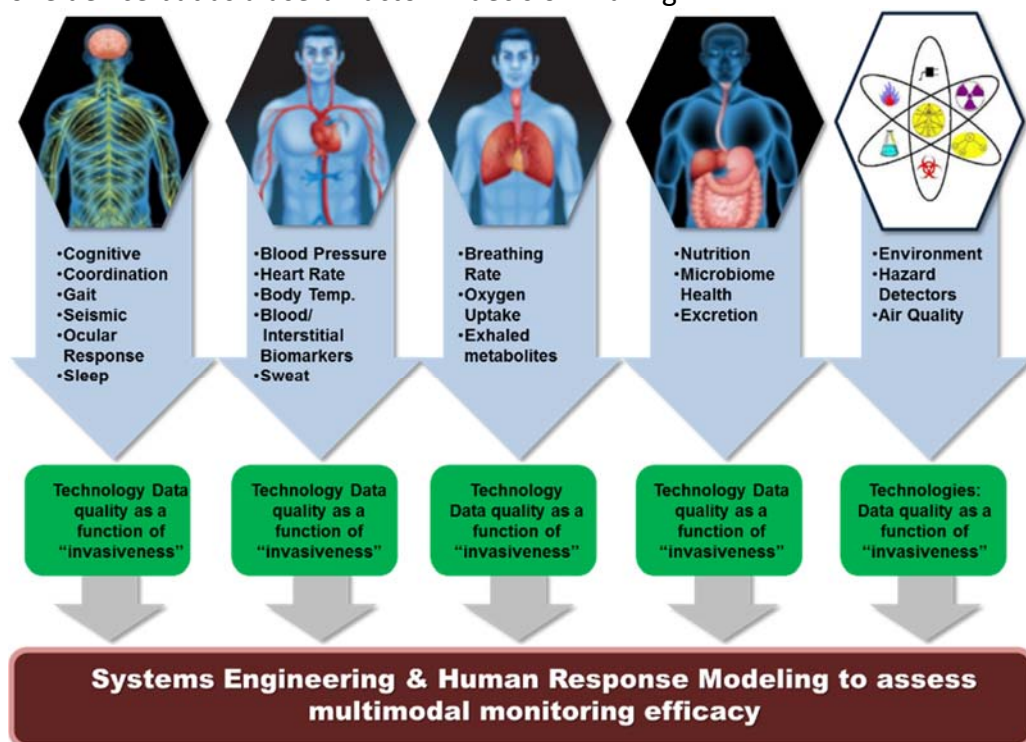 •Cognitive
•Coordination
•Gait
•Seismic
•Ocular
Response
•Sleep
•Blood Pressure
•Heart Rate
•Body Temp.
•Blood/
Interstitial
Biomarkers
•Sweat
•Breathing
Rate
•Oxygen
Uptake
•Exhaled
metabolites
•Nutrition
•Microbiome
Health
•Excretion
•Environment
•Hazard
Detectors
•Air Quality
Technology Data
quality as a
function of
“invasiveness”
Technology Data
quality as a
function of
“invasiveness”
Technology
Data quality as a
function of
“invasiveness”
Technology Data
quality as a
function of
“invasiveness”
Technologies:
Data quality as a
function of
“invasiveness”
Systems Engineering & Human Response Modeling to assess
multimodal monitoring efficacy